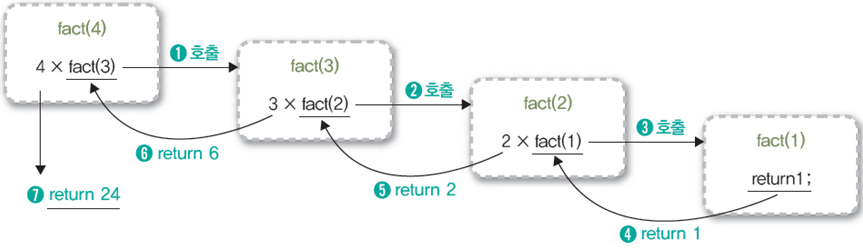 fact(4)
4 × fact(3)
❶ 호출
fact(3)
3 × fact(2)
❷ 호출
fact(2)
2 × fact(1)
❸ 호출
fact(1)
return1;
❹ return 1
❺ return 2
❻ return 6
❼ return 24